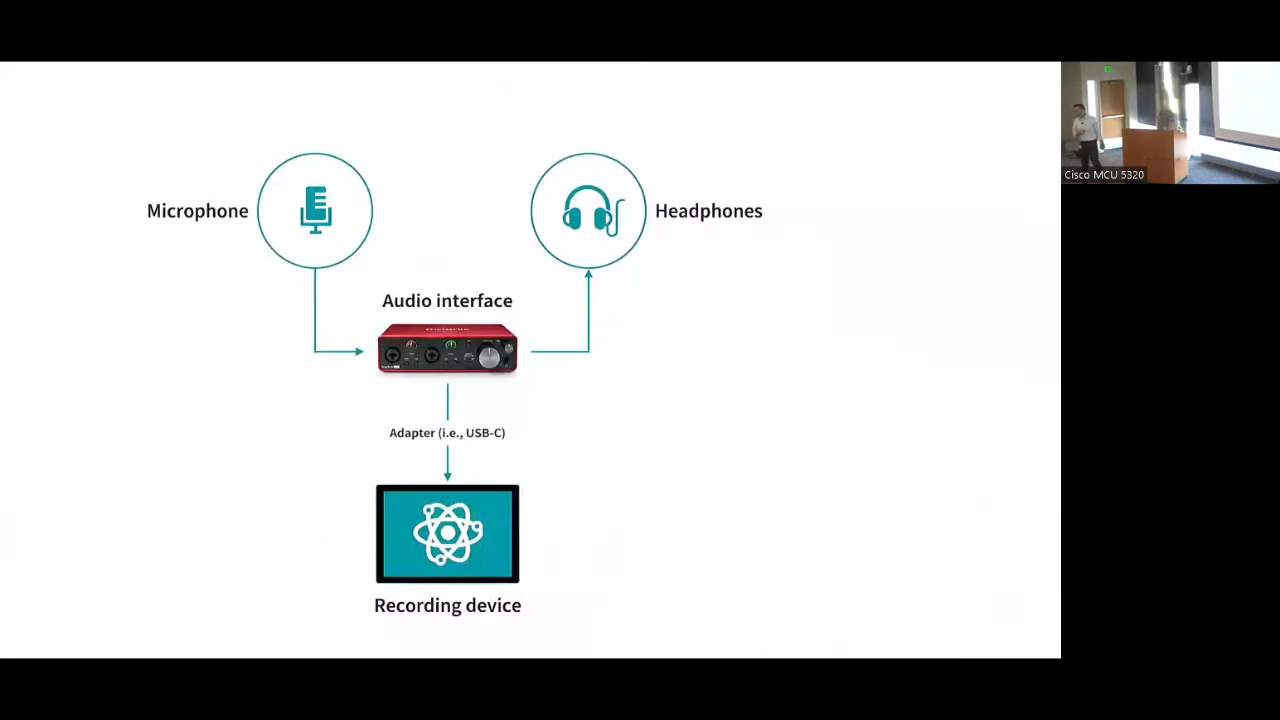 Microphone
Headphones
Audio interface
Adapter (i.e., USB-C)
Recording device
Cisco MCU 5320